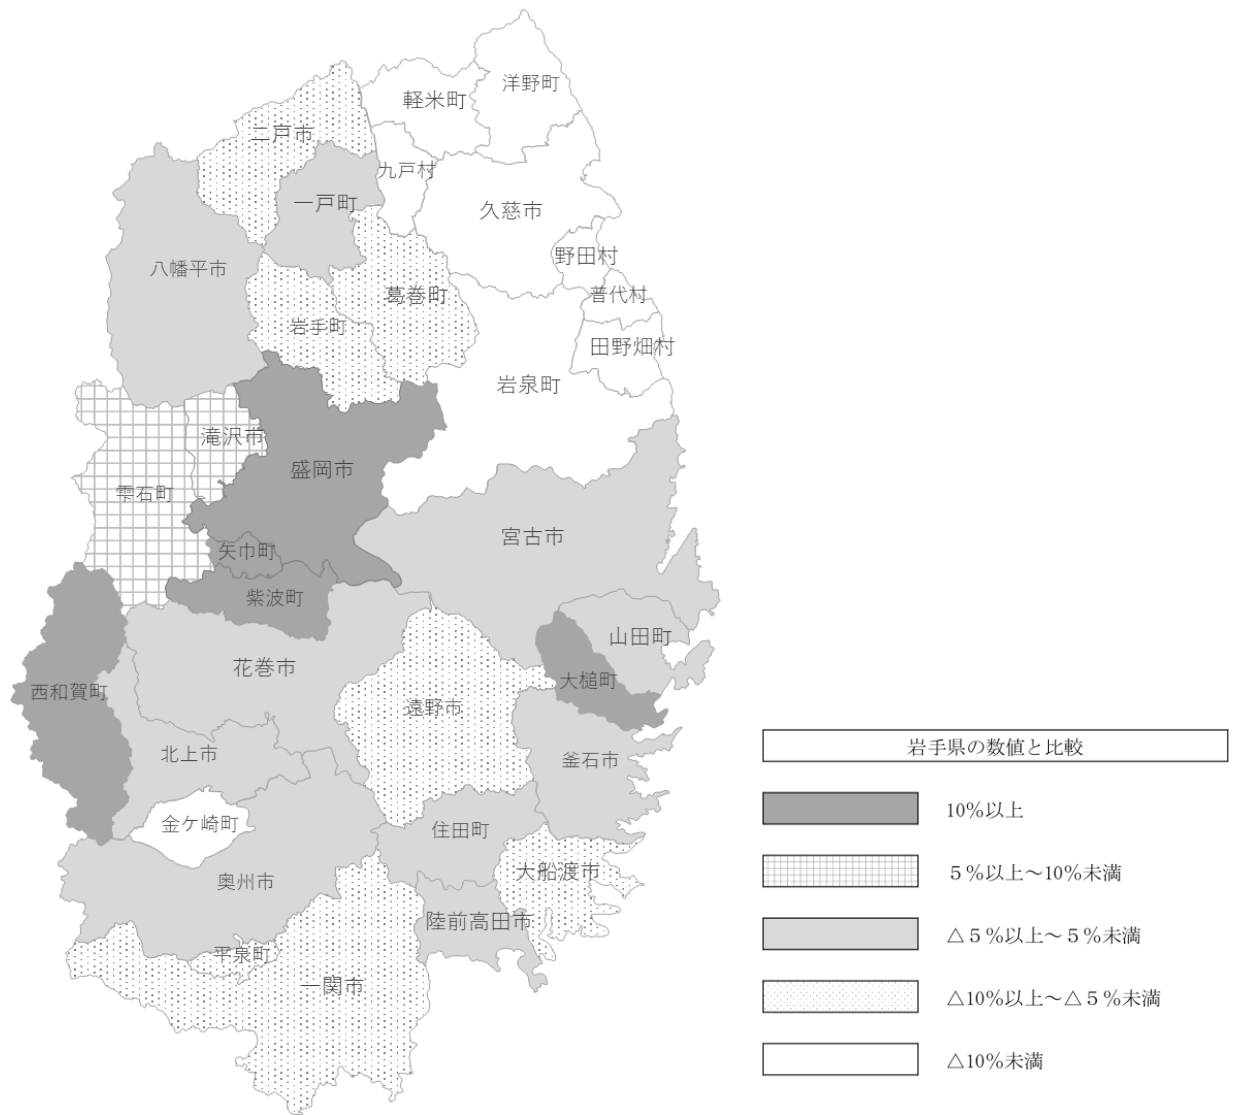 洋野町
軽米町
二戸市
九戸村
一戸町
久慈市
野田村
八幡平市
葛巻町
普代村
岩手町
田野畑村
岩泉町
滝沢市
盛岡市
雫石町
宮古市
矢巾町
紫波町
山田町
花巻市
大槌町
西和賀町
遠野市
北上市
釜石市
金ケ崎町
住田町
大船渡市
奥州市
陸前高田市
平泉町
一関市
岩手県の数値と比較
10%以上
5%以上~10%未満
△5%以上~5%未満
△10%以上~△5%未満
△10%未満